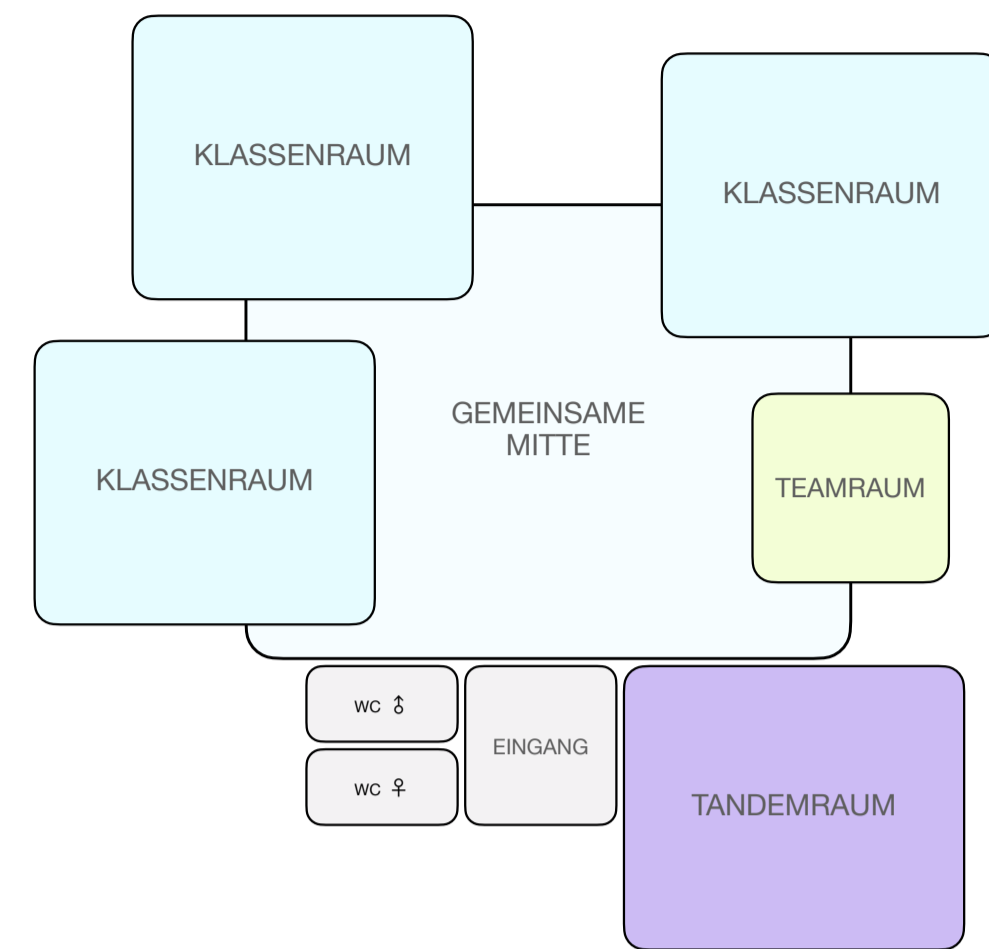 KLASSENRAUM
KLASSENRAUM
GEMEINSAME
MITTE
KLASSENRAUM
TEAMRAUM
WC ♂
EINGANG
WC ♀
TANDEMRAUM